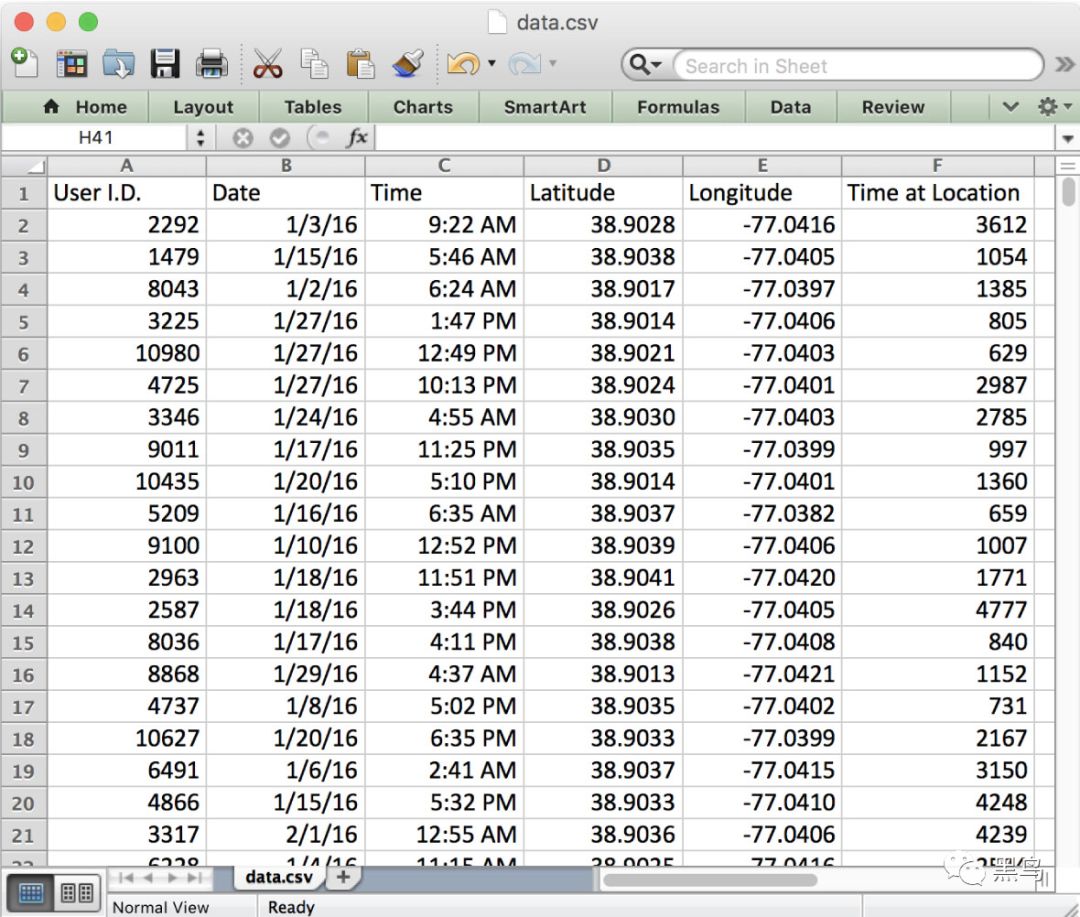 data.csv
Search in Sheet
Home Layout Tables Charts SmartArt Formulas Data Review
H41 fx
A B C D E F
1 User I.D. Date Time Latitude Longitude Time at Location
2 2292 1/3/16 9:22 AM 38.9028 -77.0416 3612
3 1479 1/15/16 5:46 AM 38.9038 -77.0405 1054
4 8043 1/2/16 6:24 AM 38.9017 -77.0397 1385
5 3225 1/27/16 1:47 PM 38.9014 -77.0406 805
6 10980 1/27/16 12:49 PM 38.9021 -77.0403 629
7 4725 1/27/16 10:13 PM 38.9024 -77.0401 2987
8 3346 1/24/16 4:55 AM 38.9030 -77.0403 2785
9 9011 1/17/16 11:25 PM 38.9035 -77.0399 997
10 10435 1/20/16 5:10 PM 38.9014 -77.0401 1360
11 5209 1/16/16 6:35 AM 38.9037 -77.0382 659
12 9100 1/10/16 12:52 PM 38.9039 -77.0406 1007
13 2963 1/18/16 11:51 PM 38.9041 -77.0420 1771
14 2587 1/18/16 3:44 PM 38.9026 -77.0405 4777
15 8036 1/17/16 4:11 PM 38.9038 -77.0408 840
16 8868 1/29/16 4:37 AM 38.9013 -77.0421 1152
17 4737 1/8/16 5:02 PM 38.9035 -77.0402 731
18 10627 1/20/16 6:35 PM 38.9033 -77.0399 2167
19 6491 1/6/16 2:41 AM 38.9037 -77.0415 3150
20 4866 1/15/16 5:32 PM 38.9033 -77.0410 4248
21 3317 2/1/16 12:55 AM 38.9036 -77.0406 4239
黑鸟
data.csv
Normal View Ready